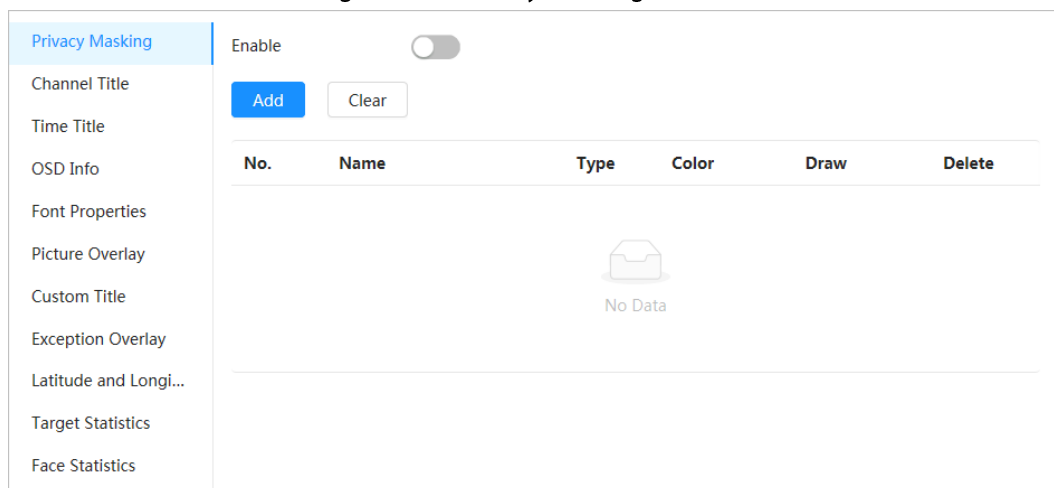 Privacy Masking
Enable
Channel Title
Add Clear
Time Title
No. Name Type Color Draw Delete
OSD Info
Font Properties
Picture Overlay
Custom Title
No Data
Exception Overlay
Latitude and Longi...
Target Statistics
Face Statistics